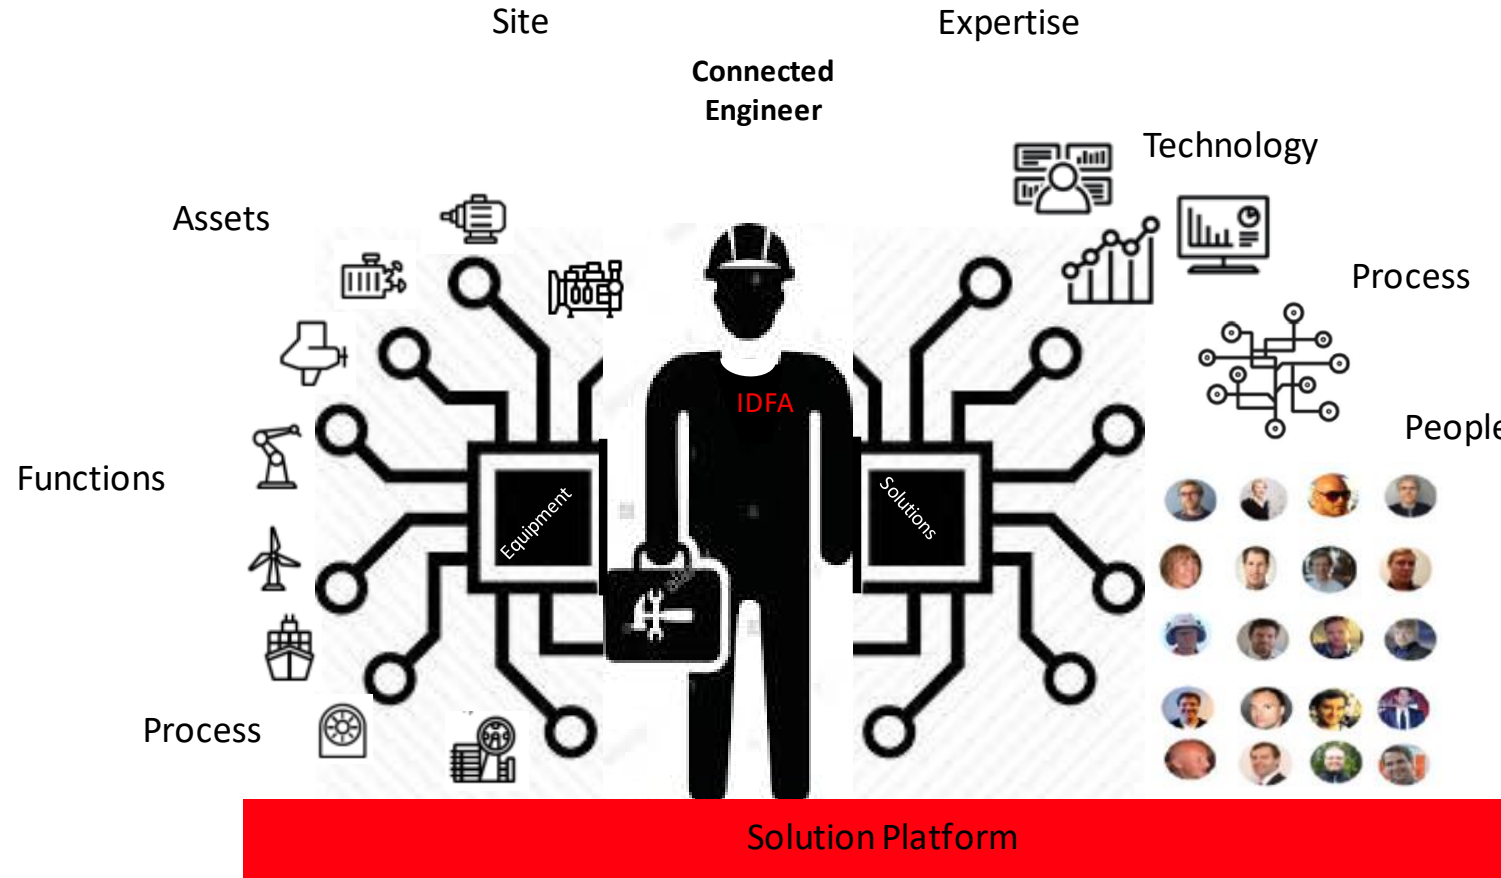 Site
Expertise
Connected
Engineer
Technology
Assets
Process
IDFA
People
Functions
Equipment
Solutions
Process
Solution Platform